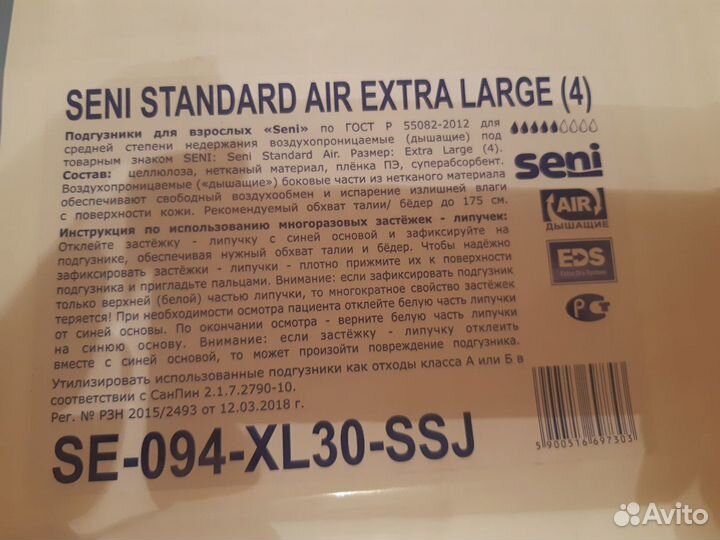 SENI STANDARD AIR EXTRA LARGE (4)
Подгузники для взрослых «Seni» по ГОСТ Р 55082-2012 для
средней степени недержания воздухопроницаемые (дышащие) под
товарным знаком SENI: Seni Standard Air. Размер: Extra Large (4).
Состав: целлюлоза, нетканый материал, плёнка ПЭ, суперабсорбент.
Воздухопроницаемые («дышащие») боковые части из нетканого материала
обеспечивают свободный воздухообмен и испарение излишней влаги
с поверхности кожи. Рекомендуемый обхват талии/ бёдер до 175 см.
Инструкция по использованию многоразовых застёжек - липучек:
Отклейте застёжку - липучку с синей основой и зафиксируйте на
подгузнике, обеспечивая нужный обхват талии и бёдер. Чтобы надёжно
зафиксировать застёжки - липучки - плотно прижмите их к поверхности
подгузника и пригладьте пальцами. Внимание: если зафиксировать подгузник
только верхней (белой) частью липучки, то многократное свойство застёжек
теряется! При необходимости осмотра пациента отклейте белую часть липучки
от синей основы. По окончании осмотра - верните белую часть липучки
на синюю основу. Внимание: если застёжку - липучку отклеить
вместе с синей основой, то может произойти повреждение подгузника.
Утилизировать использованные подгузники как отходы класса А или Б в
соответствии с СанПин 2.1.7.2790-10.
Рег. № РЗН 2015/2493 от 12.03.2018 г.
SE-094-XL30-SSJ
seni
AIR
ДЫШАЩИЕ
EDS
Extra Dry System
РСТ
5900516697303
Avito